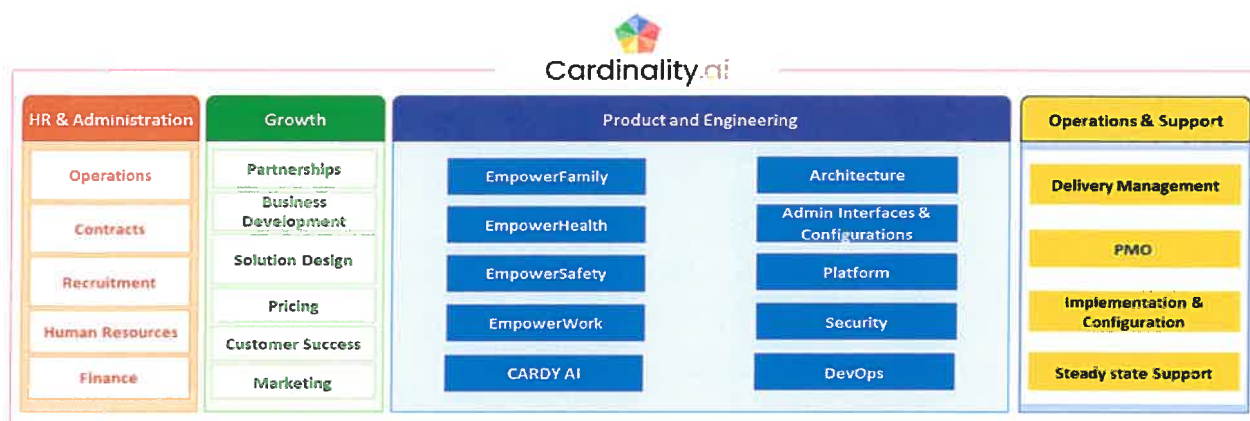 Cardinality.ai
HR & Administration
Operations
Contracts
Recruitment
Human Resources
Finance
Growth
Partnerships
Business
Development
Solution Design
Pricing
Customer Success
Marketing
Product and Engineering
EmpowerFamily
EmpowerHealth
EmpowerSafety
EmpowerWork
CARDY AI
Architecture
Admin Interfaces &
Configurations
Platform
Security
DevOps
Operations & Support
Delivery Management
PMO
Implementation &
Configuration
Steady state Support